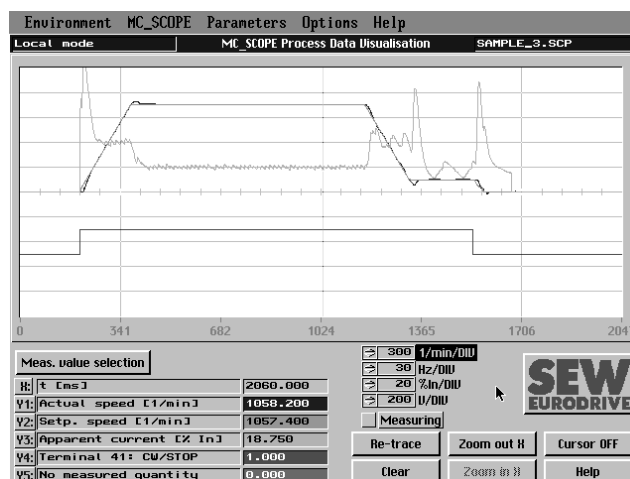 Environment MC_SCOPE Parameters Options Help
Local mode MC_SCOPE Process Data Visualisation SAMPLE_3.SCP
0 341 682 1024 1365 1706 204
Meas. value selection
300 1/min/DIV
30 Hz/DIV
20 %In/DIV
200 V/DIV
Measuring
X: t [ms] 2060.000
Y1: Actual speed [1/min] 1058.200
Y2: Setp. speed [1/min] 1057.400
Y3: Apparent current [% In] 18.750
Y4: Terminal 41: CW/STOP 1.000
Y5: No measured quantity 0.000
SEW
EURODRIVE
Re-trace Zoom out X Cursor OFF
Clear Zoom in X Help